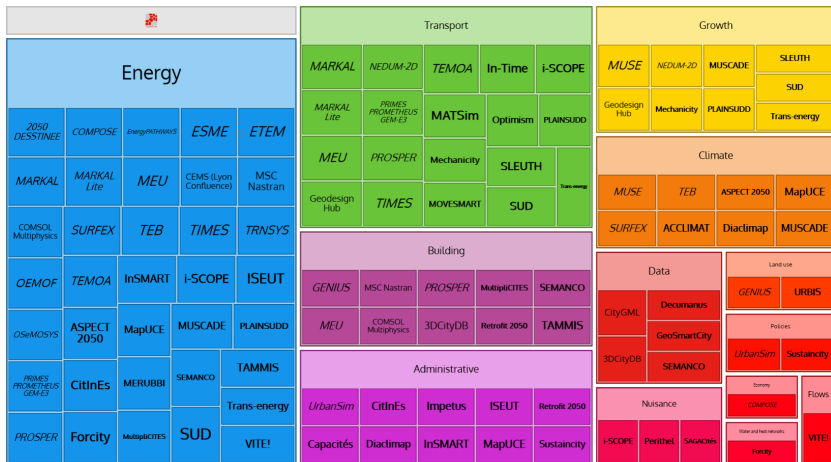 Energy
2050
DESSTINEE
COMPOSE
EnergyPATHWAYS
ESME
ETEM
MARKAL
MARKAL
Lite
MEU
CEMS (Lyon
Confluence)
MSC
Nastran
COMSOL
Multiphysics
SURFEX
TEB
TIMES
TRNSYS
OEMOF
TEMOA
InSMART
i-SCOPE
ISEUT
OSeMOSYS
ASPECT
2050
MapUCE
MUSCADE
PLAINSUDD
PRIMES
PROMETHEUS
GEM-E3
CitInEs
MERUBBI
SEMANCO
TAMMIS
Trans-energy
PROSPER
Forcity
MultipliCITES
SUD
VITE!
Transport
MARKAL
NEDUM-2D
TEMOA
In-Time
i-SCOPE
MARKAL
Lite
PRIMES
PROMETHEUS
GEM-E3
MATSim
Optimism
PLAINSUDD
MEU
PROSPER
Mechanicity
SLEUTH
Trans-energy
Geodesign
Hub
TIMES
MOVESMART
SUD
Building
GENIUS
MSC Nastran
PROSPER
MultipliCITES
SEMANCO
MEU
COMSOL
Multiphysics
3DCityDB
Retrofit 2050
TAMMIS
Administrative
UrbanSim
CitInEs
Impetus
ISEUT
Retrofit 2050
Capacités
Diaclimap
InSMART
MapUCE
Sustaincity
Growth
MUSE
NEDUM-2D
MUSCADE
SLEUTH
SUD
Geodesign
Hub
Mechanicity
PLAINSUDD
Trans-energy
Climate
MUSE
TEB
ASPECT 2050
MapUCE
SURFEX
ACCLIMAT
Diaclimap
MUSCADE
Data
CityGML
Decumanus
GeoSmartCity
3DCityDB
SEMANCO
Land use
GENIUS
URBIS
Policies
UrbanSim
Sustaincity
Nuisance
i-SCOPE
Perithel
SAGACités
Economy
COMPOSE
Water and heat networks
Forcity
Flows
VITE!